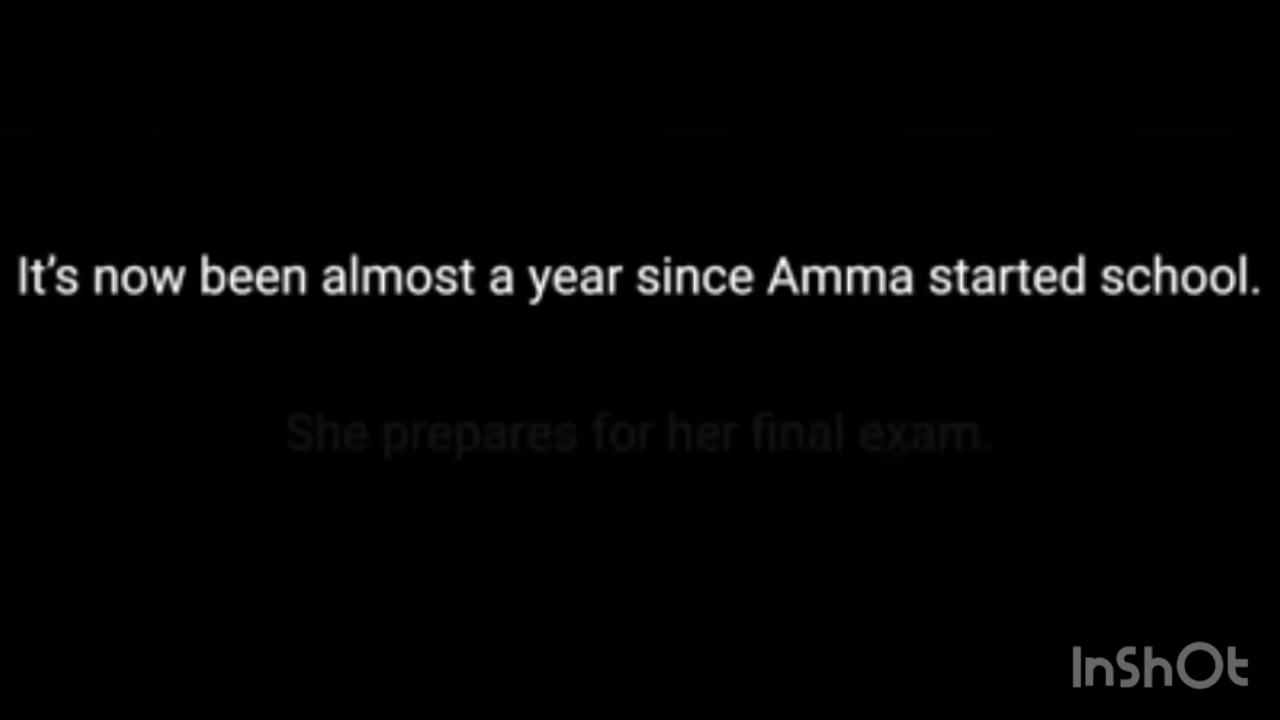 It's now been almost a year since Amma started school.
She prepares for her final exam.
InShOt